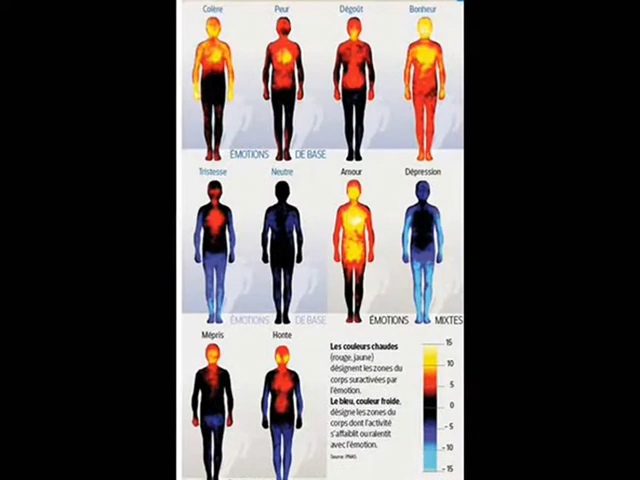 Colère Peur Dégoût Bonheur
ÉMOTIONS DE BASE
Tristesse Neutre Amour Dépression
ÉMOTIONS DE BASE ÉMOTIONS MIXTES
Mépris Honte
Les couleurs chaudes
(rouge, jaune)
désignent les zones du
corps suractivées par
l'émotion.
Le bleu, couleur froide,
désigne les zones du
corps dont l'activité
s'affaiblit ou ralentit
avec l'émotion.
Source: PNAS
15
10
5
0
- 5
- 10
- 15